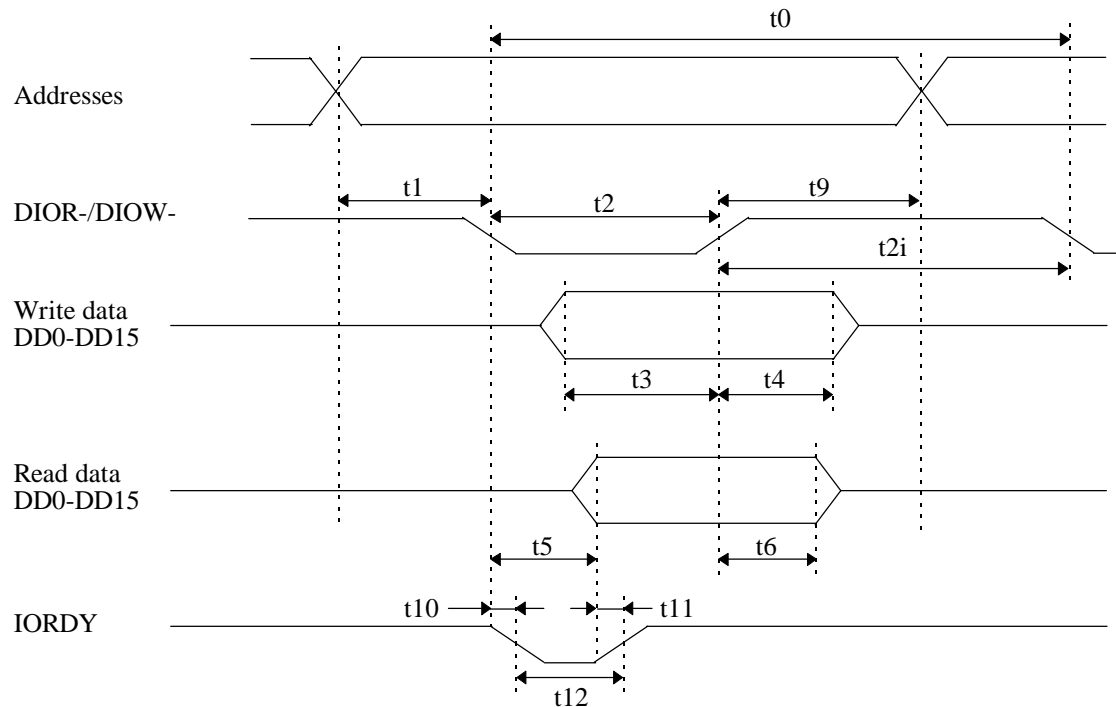 t0
Addresses
t1
t9
DIOR-/DIOW-
t2
t2i
Write data
DD0-DD15
t3
t4
Read data
DD0-DD15
t5
t6
t10
t11
IORDY
t12